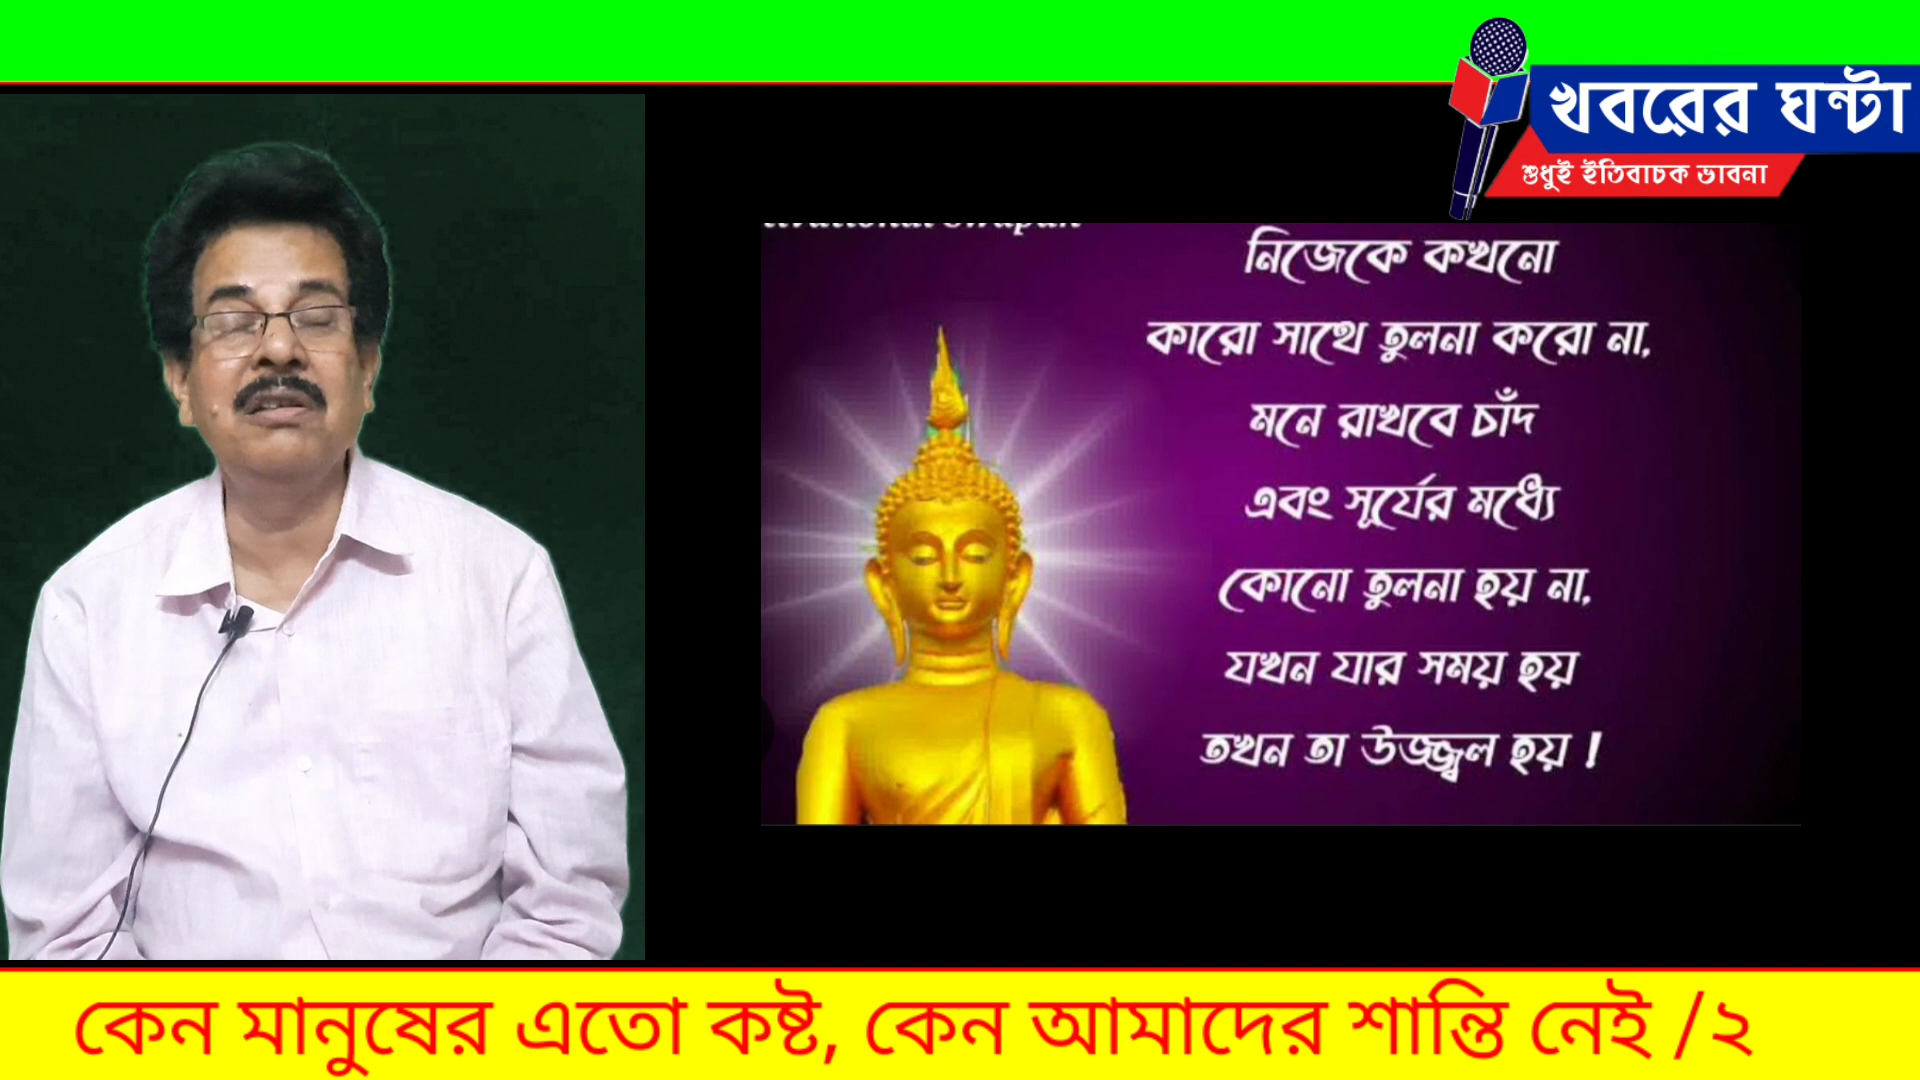 খবরের ঘন্টা
শুধুই ইতিবাচক ভাবনা
নিজেকে কখনো
কারো সাথে তুলনা করো না,
মনে রাখবে চাঁদ
এবং সূর্যের মধ্যে
কোনো তুলনা হয় না,
যখন যার সময় হয়
তখন তা উজ্জ্বল হয় !
কেন মানুষের এতো কষ্ট, কেন আমাদের শান্তি নেই /২